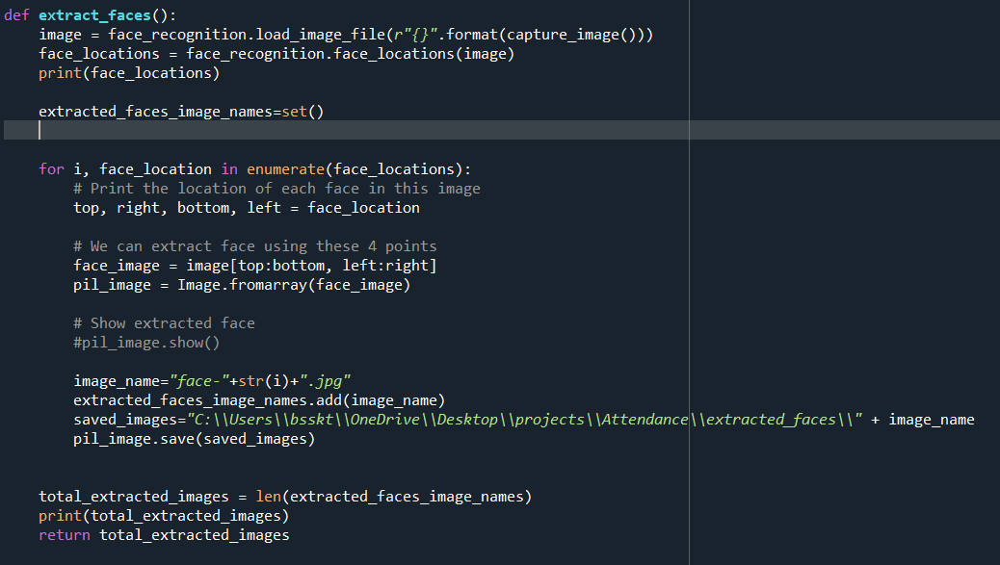 def extract_faces():
    image = face_recognition.load_image_file(r"{}".format(capture_image()))
    face_locations = face_recognition.face_locations(image)
    print(face_locations)

    extracted_faces_image_names=set()

    for i, face_location in enumerate(face_locations):
        # Print the location of each face in this image
        top, right, bottom, left = face_location

        # We can extract face using these 4 points
        face_image = image[top:bottom, left:right]
        pil_image = Image.fromarray(face_image)

        # Show extracted face
        #pil_image.show()

        image_name="face-"+str(i)+".jpg"
        extracted_faces_image_names.add(image_name)
        saved_images="C:\\Users\\bsskt\\OneDrive\\Desktop\\projects\\Attendance\\extracted_faces\\" + image_name
        pil_image.save(saved_images)

    total_extracted_images = len(extracted_faces_image_names)
    print(total_extracted_images)
    return total_extracted_images